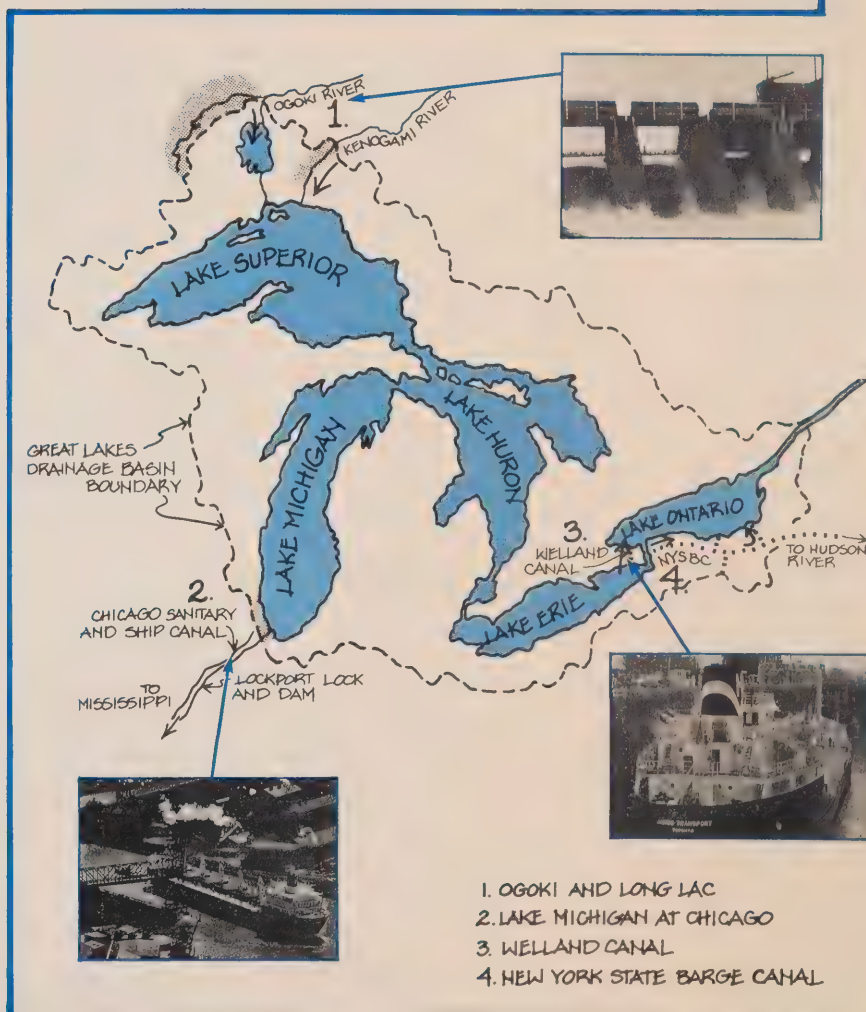 OGOKI RIVER
1.
KENOGAMI RIVER
LAKE SUPERIOR
GREAT LAKES
DRAINAGE BASIN
BOUNDARY
LAKE MICHIGAN
LAKE HURON
3.
WELLAND
CANAL
LAKE ONTARIO
NYSBC
4.
TO HUDSON
RIVER
LAKE ERIE
2.
CHICAGO SANITARY
AND SHIP CANAL
LOCKPORT LOCK
AND DAM
TO
MISSISSIPPI
TRANSPORT
TORONTO
1. OGOKI AND LONG LAC
2. LAKE MICHIGAN AT CHICAGO
3. WELLAND CANAL
4. NEW YORK STATE BARGE CANAL